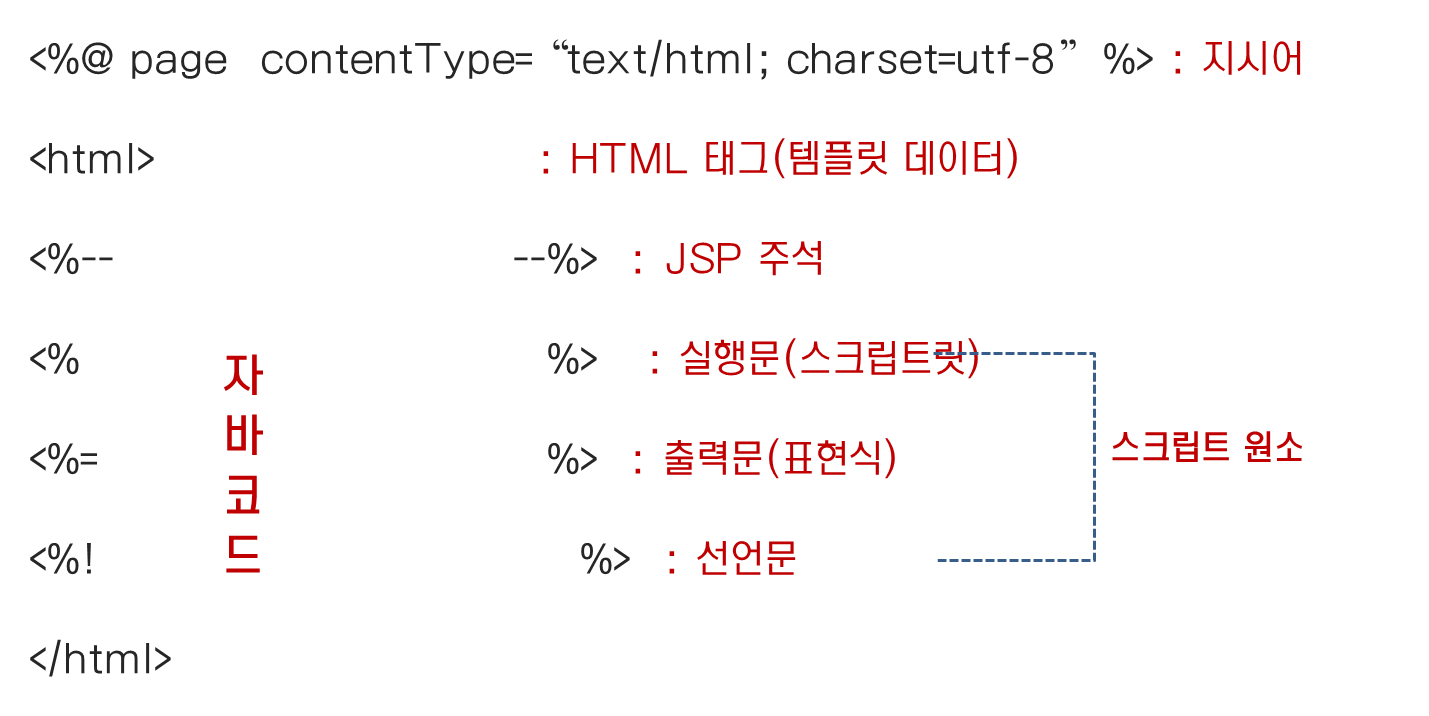 <%@ page contentType= “text/html; charset=utf-8” %> : 지시어
<html> : HTML 태그(템플릿 데이터)
<%-- --%> : JSP 주석
<% %> : 실행문(스크립트릿)
<%= %> : 출력문(표현식)
<%! %> : 선언문
자
바
코
드
스크립트 원소
</html>